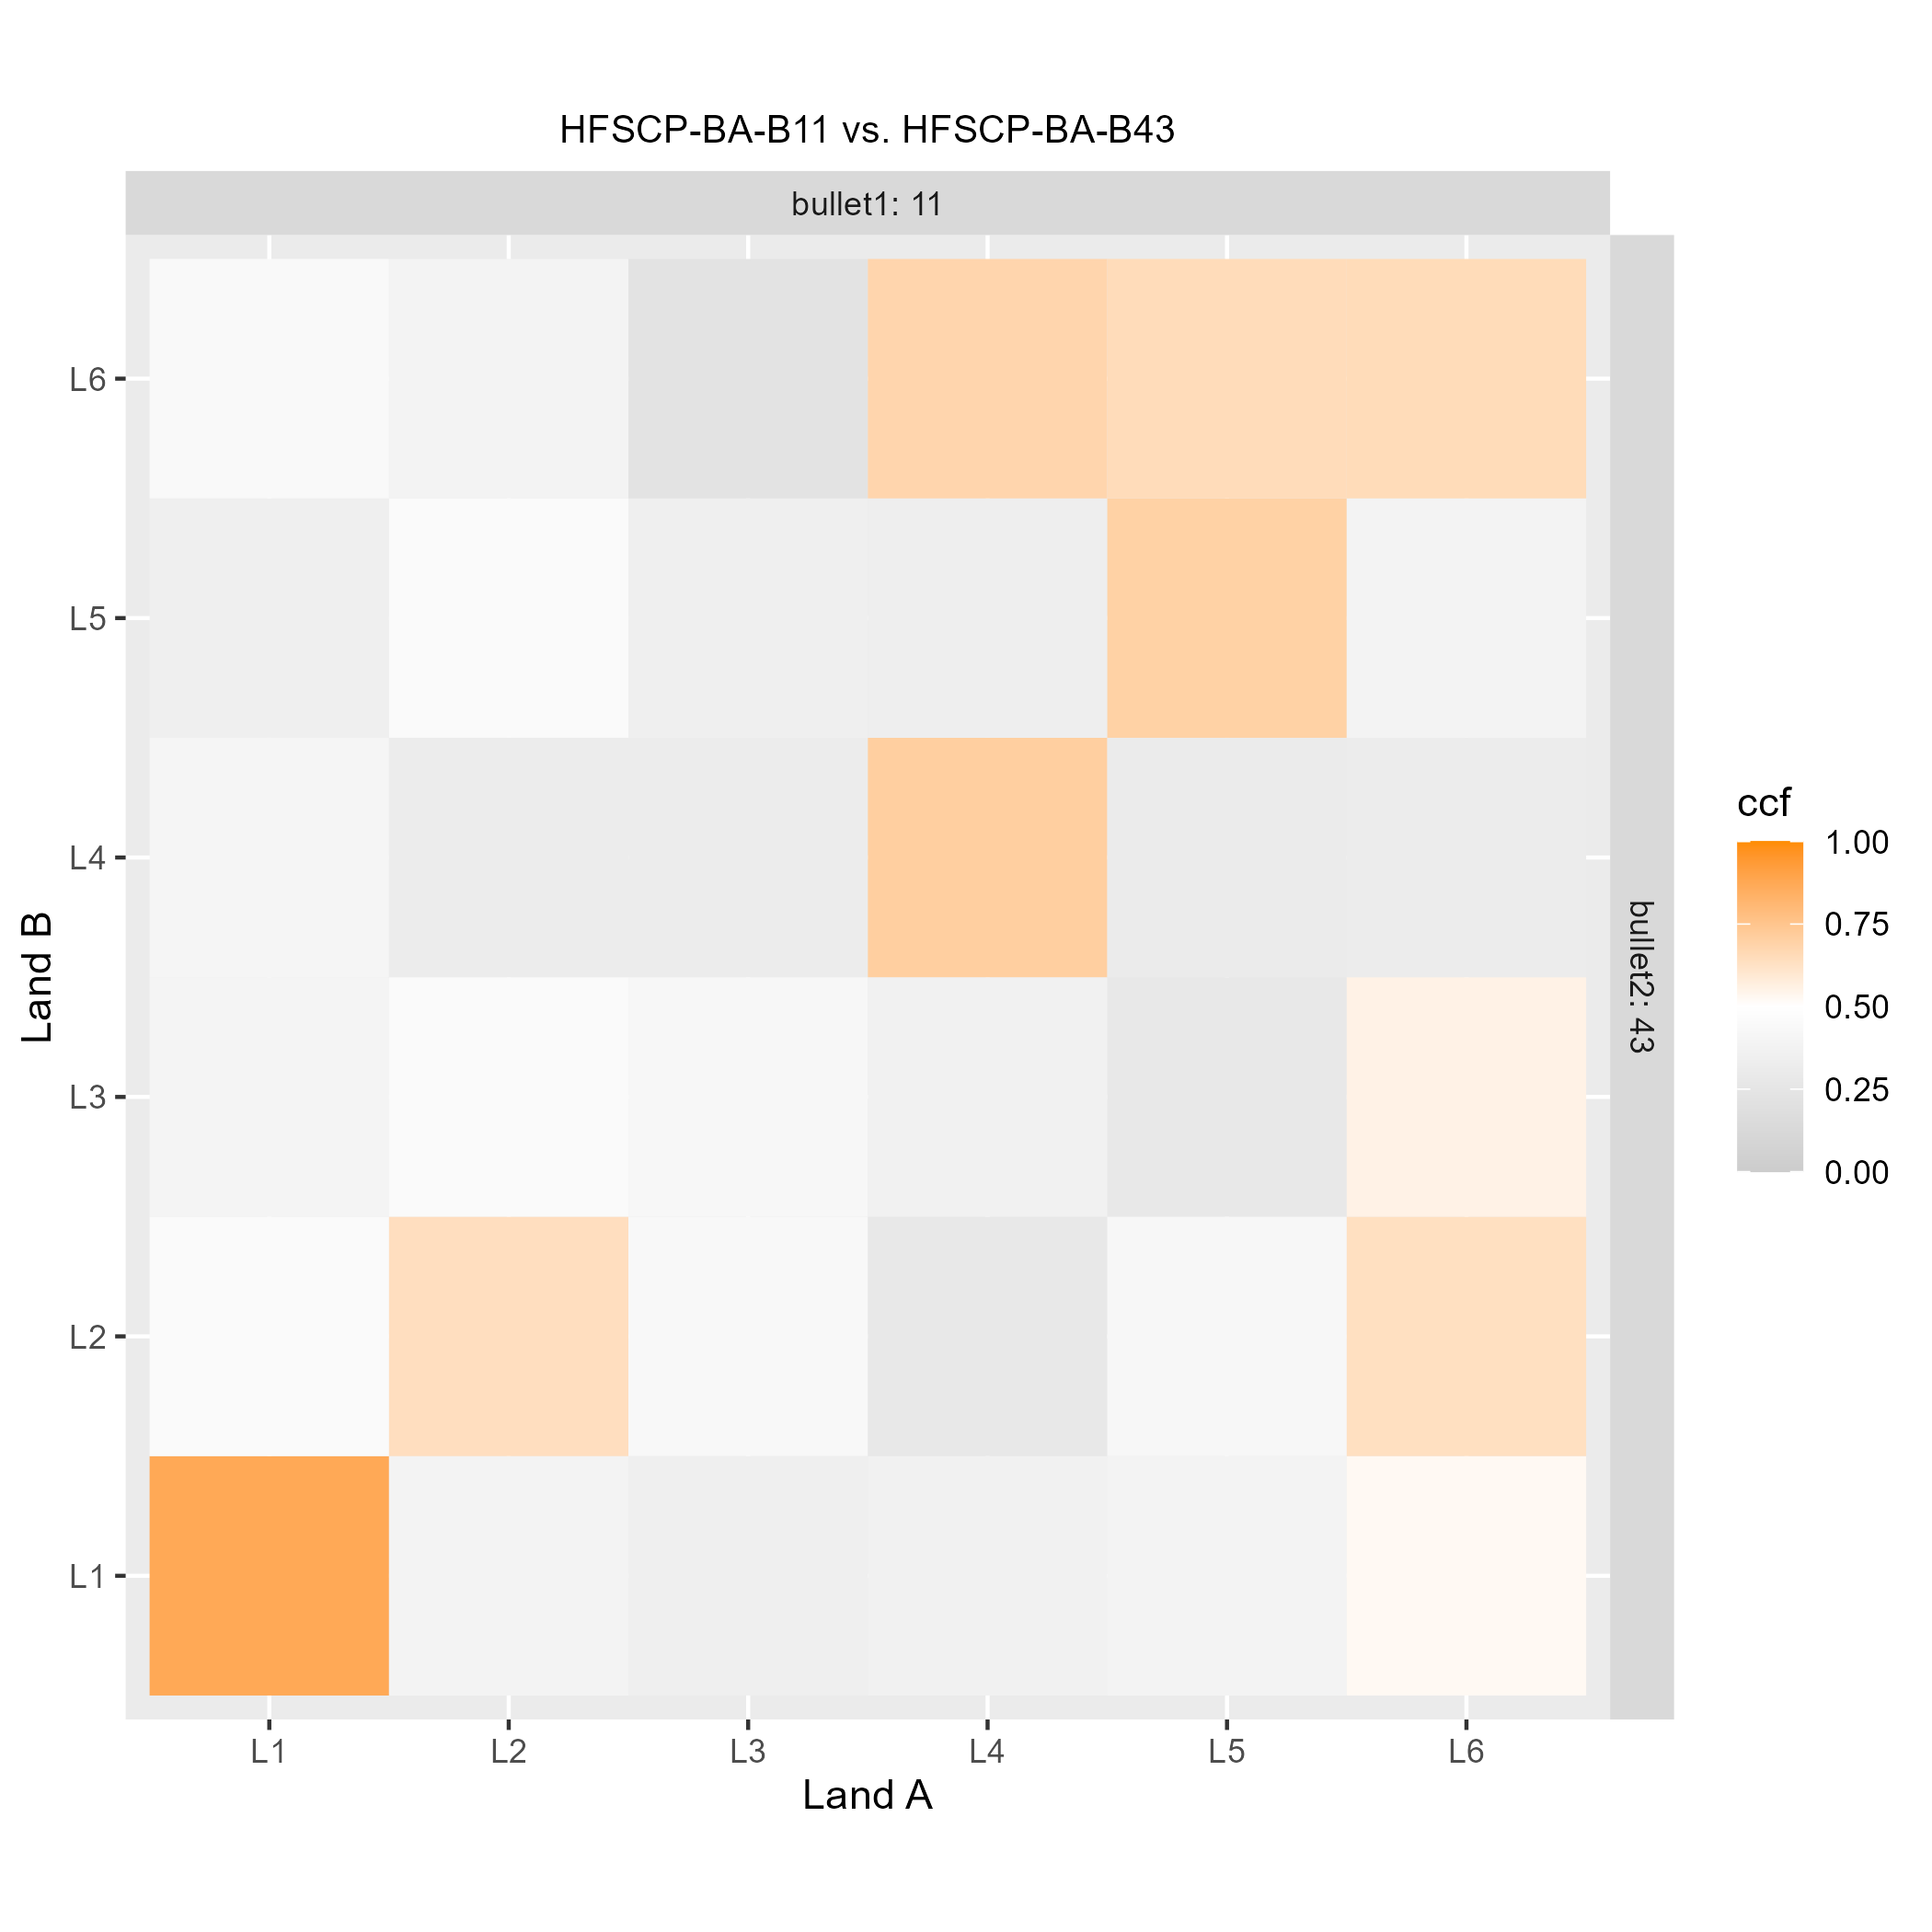 HFSCP-BA-B11 vs. HFSCP-BA-B43
bullet1: 11
L6
L5
L4
L3
L2
L1
Land B
bullet2: 43
L1 L2 L3 L4 L5 L6
Land A
ccf
1.00
0.75
0.50
0.25
0.00